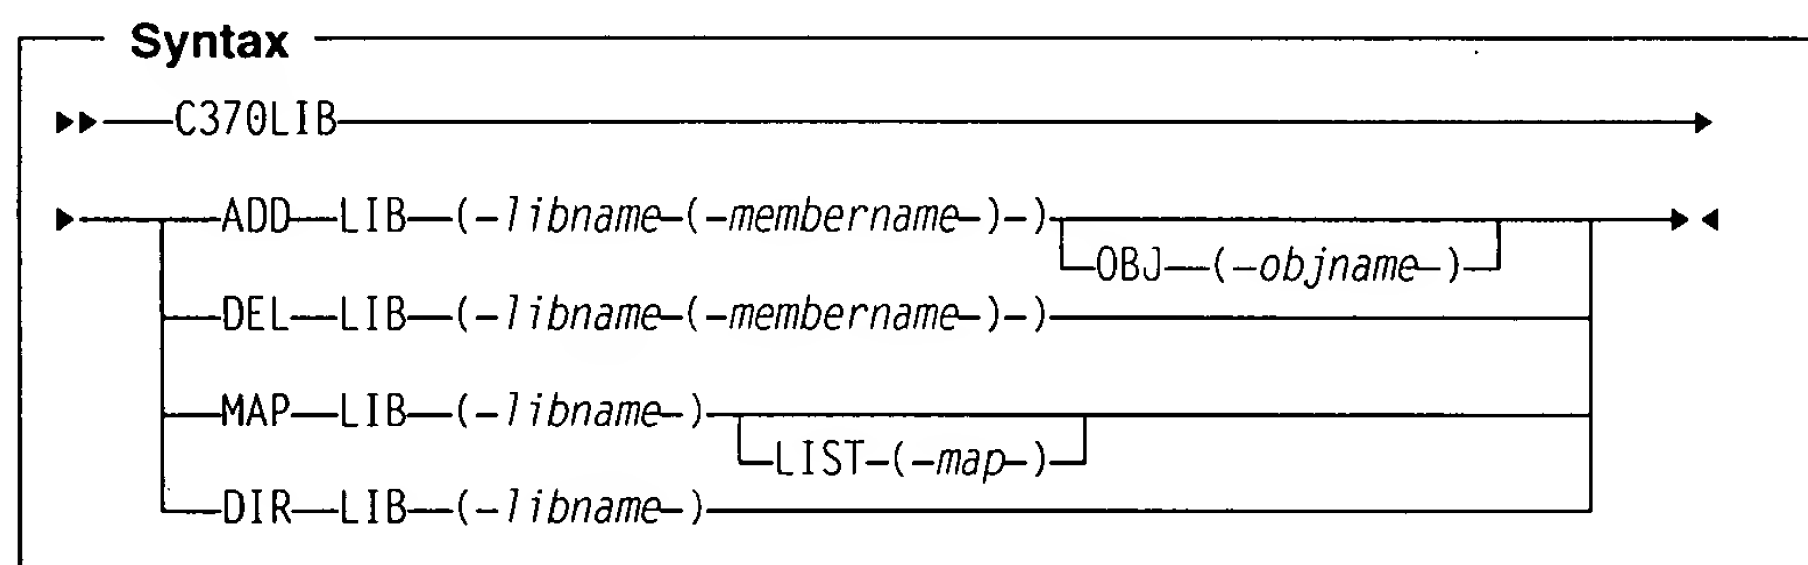 Syntax
C370LIB
ADD LIB (libname(membername))
OBJ (objname)
DEL LIB (libname(membername))
MAP LIB (libname)
LIST (map)
DIR LIB (libname)